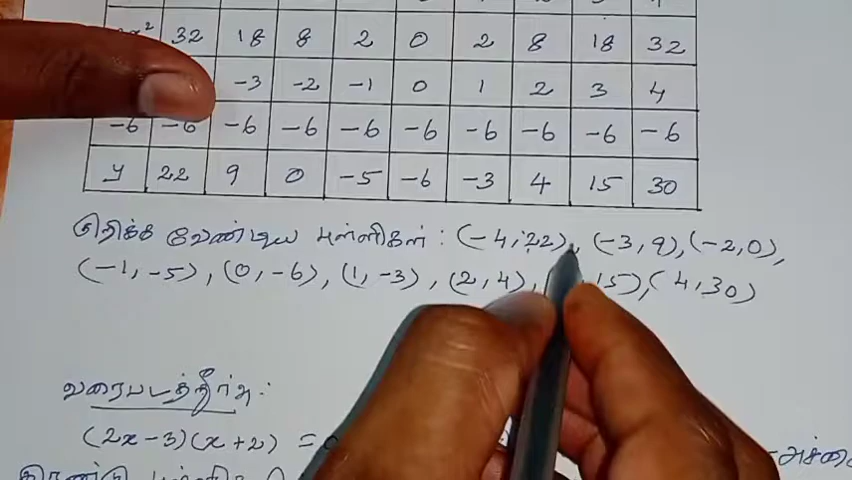 32 18 8 2 0 2 8 18 32
-3 -2 -1 0 1 2 3 4
-6 -6 -6 -6 -6 -6 -6 -6 -6 -6
y 22 9 0 -5 -6 -3 4 15 30
குறிக்க வேண்டிய புள்ளிகள் : (-4, 22), (-3, 9), (-2, 0),
(-1, -5), (0, -6), (1, -3), (2, 4), 15), (4, 30)
வரைபடத்தீர்வு :
(2x-3)(x+2) =